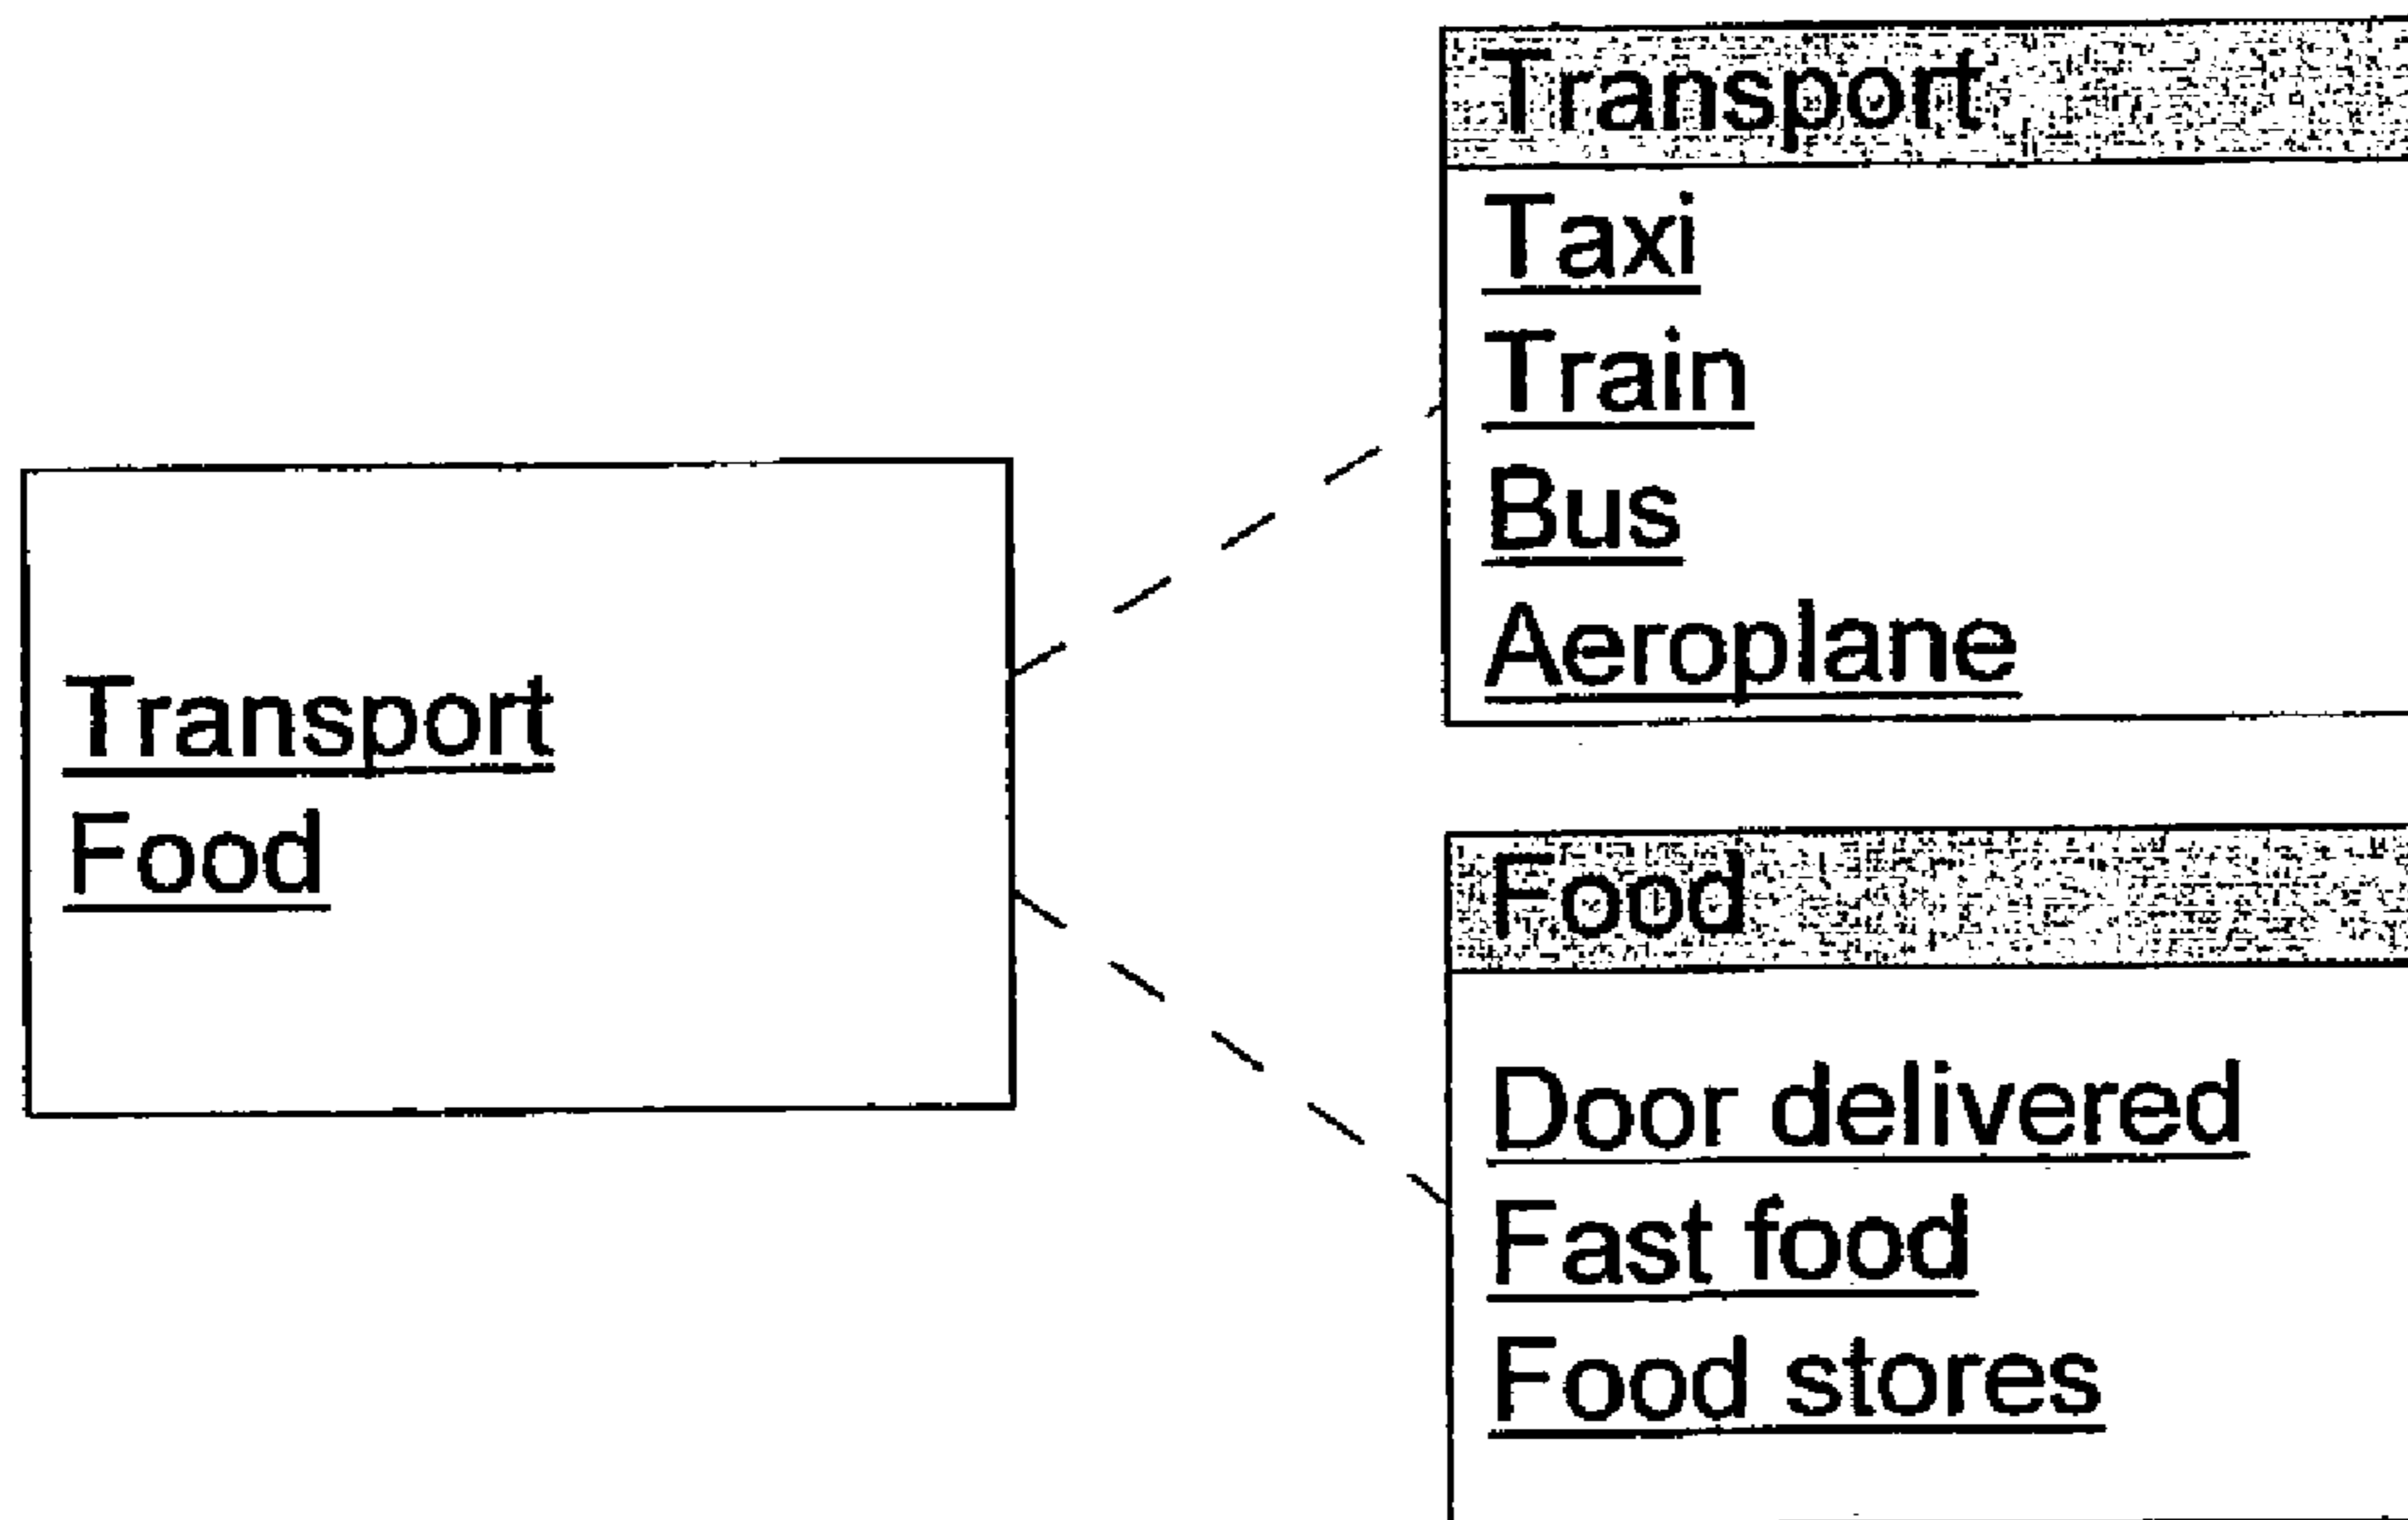 Transport
Food
Transport
Taxi
Train
Bus
Aeroplane
Food
Door delivered
Fast food
Food stores